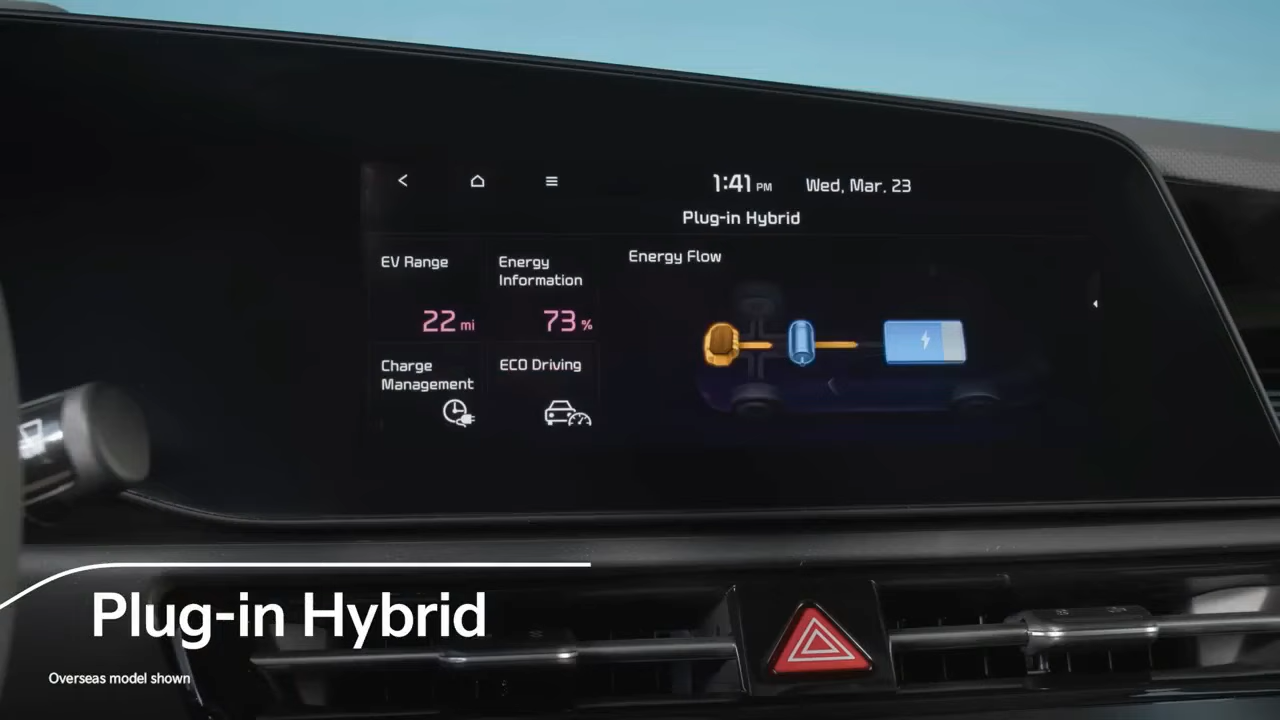 1:41 PM Wed, Mar. 23
Plug-in Hybrid
EV Range
22 mi
Energy
Information
73 %
Charge
Management
ECO Driving
Energy Flow
Plug-in Hybrid
Overseas model shown